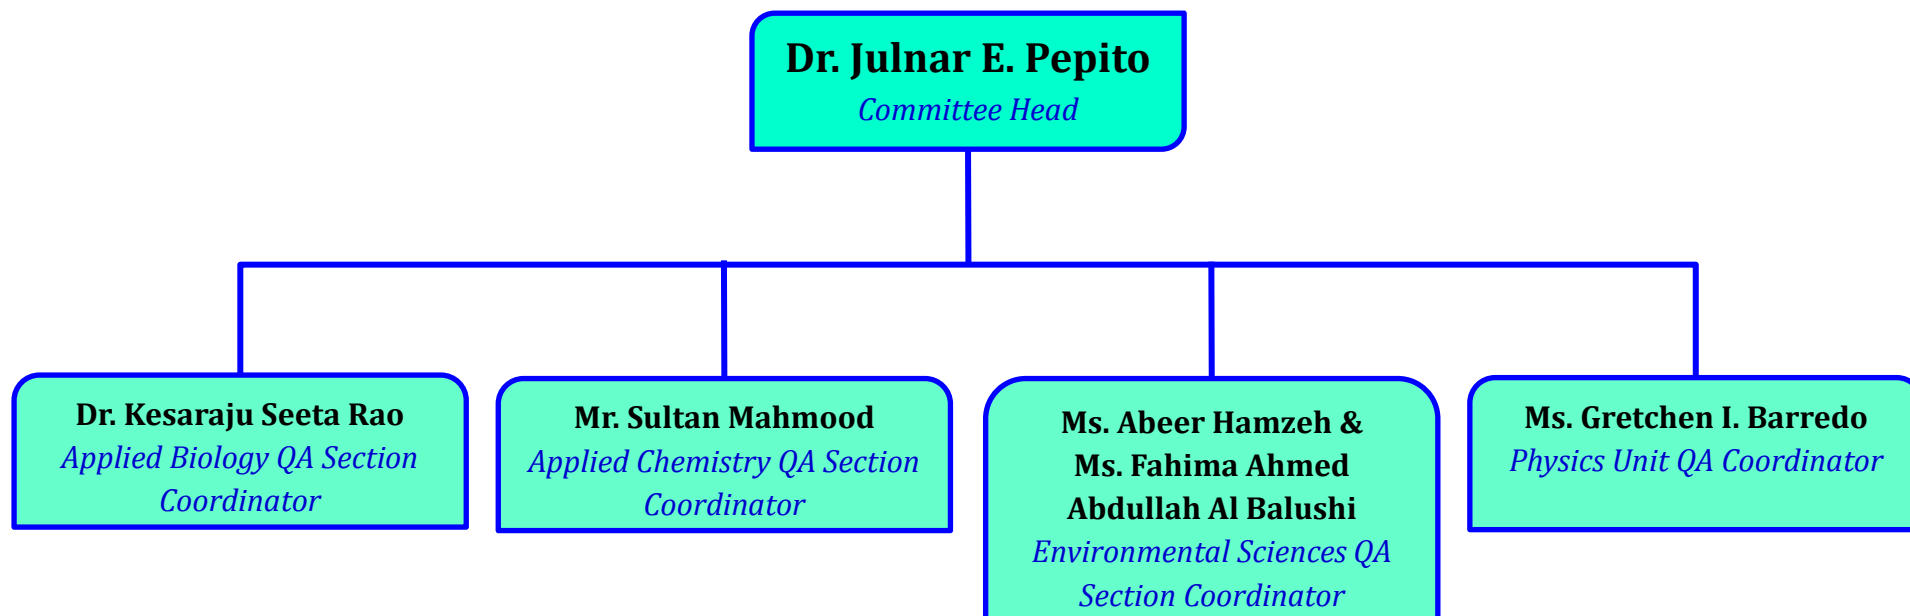 Dr. Julnar E. Pepito
Committee Head
Dr. Kesaraju Seeta Rao
Applied Biology QA Section
Coordinator
Mr. Sultan Mahmood
Applied Chemistry QA Section
Coordinator
Ms. Abeer Hamzeh &
Ms. Fahima Ahmed
Abdullah Al Balushi
Environmental Sciences QA
Section Coordinator
Ms. Gretchen I. Barredo
Physics Unit QA Coordinator